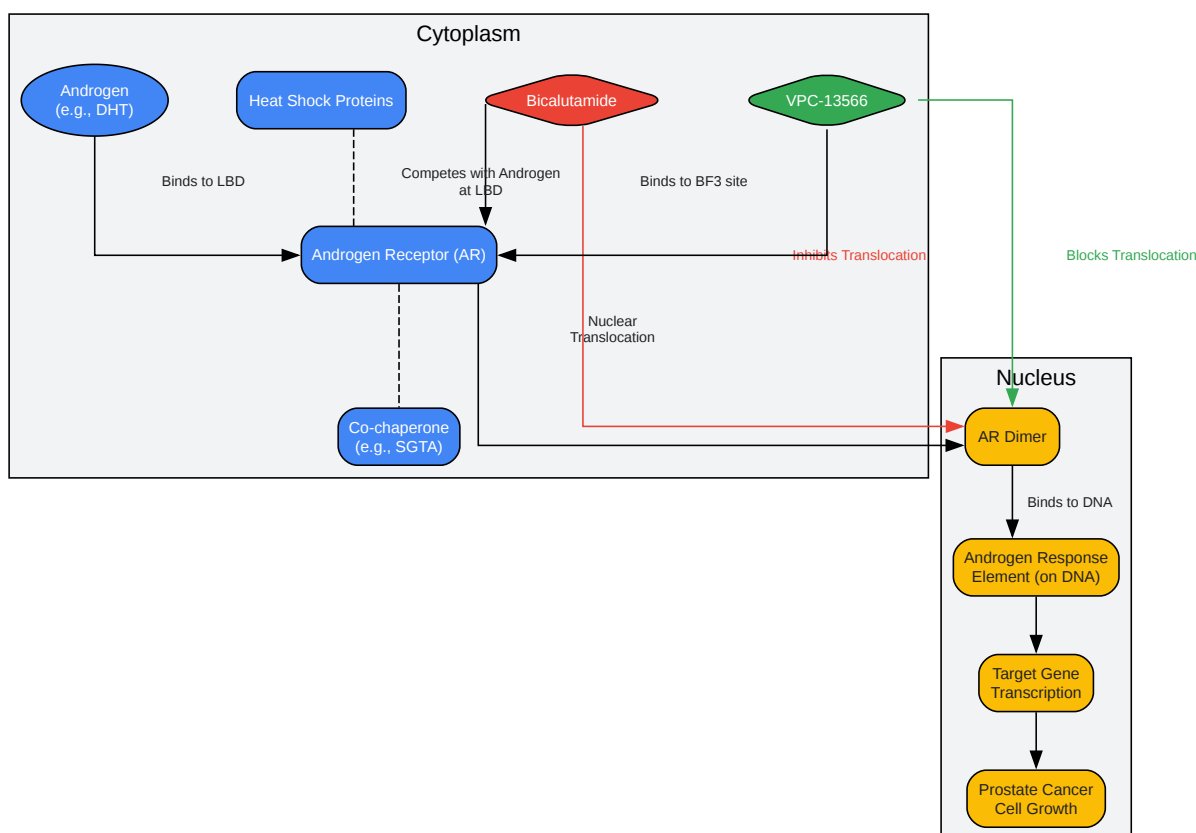 Cytoplasm
Androgen
(e.g., DHT)
Heat Shock Proteins
Bicalutamide
VPC-13566
Binds to LBD
Competes with Androgen
at LBD
Binds to BF3 site
Androgen Receptor (AR)
Inhibits Translocation
Blocks Translocation
Nuclear
Translocation
Nucleus
Co-chaperone
(e.g., SGTA)
AR Dimer
Binds to DNA
Androgen Response
Element (on DNA)
Target Gene
Transcription
Prostate Cancer
Cell Growth